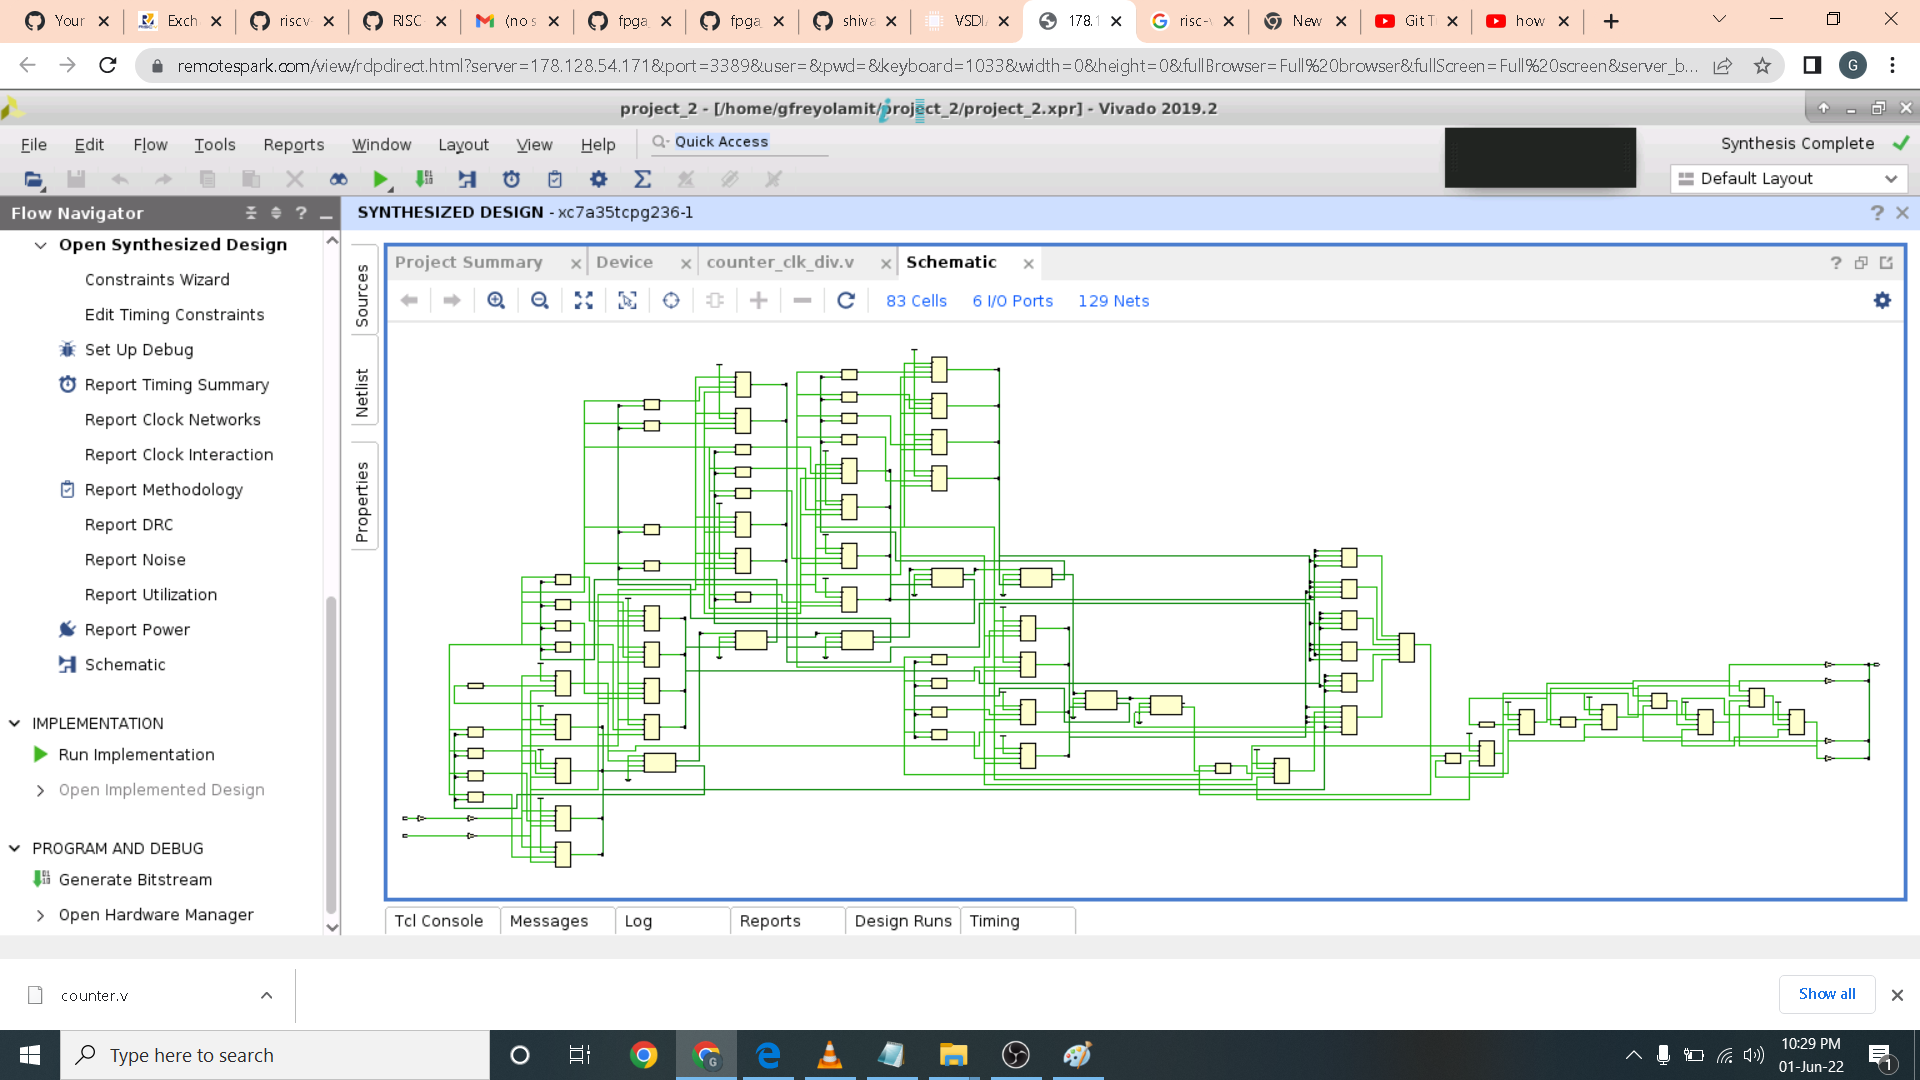 Your
Exch
riscv
RISC
(no s
fpga_
fpga_
shiva
VSDI
178.1
risc-v
New
Git T
how
remotespark.com/view/rdpdirect.html?server=178.128.54.171&port=3389&user=&pwd=&keyboard=1033&width=0&height=0&fullBrowser=Full%20browser&fullScreen=Full%20screen&server_b...
G
project_2 - [/home/gfreyolamit/project_2/project_2.xpr] - Vivado 2019.2
File Edit Flow Tools Reports Window Layout View Help
Quick Access
Synthesis Complete
Default Layout
Flow Navigator
SYNTHESIZED DESIGN - xc7a35tcpg236-1
Open Synthesized Design
Constraints Wizard
Edit Timing Constraints
Set Up Debug
Report Timing Summary
Report Clock Networks
Report Clock Interaction
Report Methodology
Report DRC
Report Noise
Report Utilization
Report Power
Schematic
IMPLEMENTATION
Run Implementation
Open Implemented Design
PROGRAM AND DEBUG
Generate Bitstream
Open Hardware Manager
Sources
Netlist
Properties
Project Summary
Device
counter_clk_div.v
Schematic
83 Cells 6 I/O Ports 129 Nets
Tcl Console Messages Log Reports Design Runs Timing
counter.v
Show all
Type here to search
10:29 PM
01-Jun-22
1